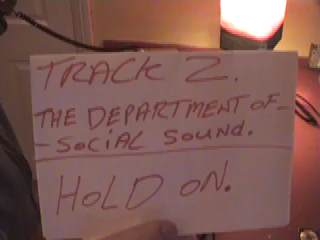 TRACK 2.
THE DEPARTMENT OF-
-SOCIAL SOUND.
HOLD ON.